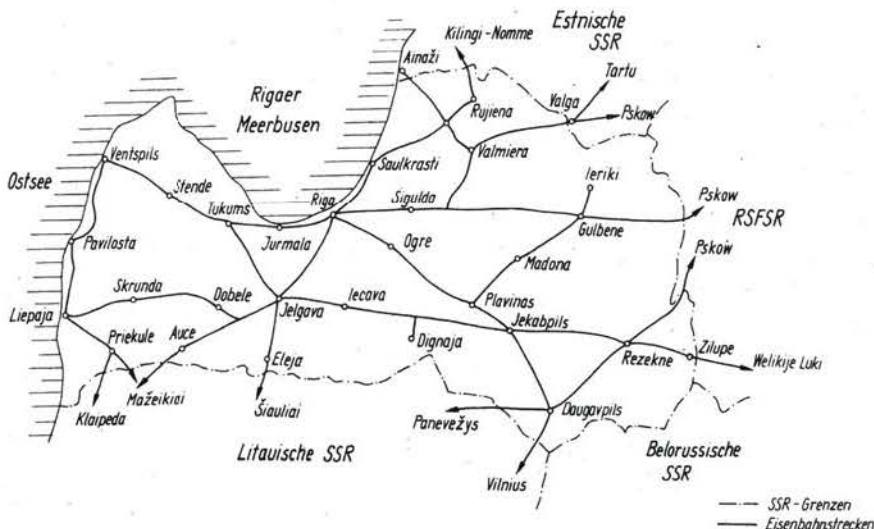 Estnische
SSR
Kilingi-Nomme
Ainaži
Tartu
Rigaer
Meerbusen
Rujiena
Valga
Pskow
Valmiera
Ventspils
Saulkrasti
Ieriki
Ostsee
Stende
Riga
Sigulda
Pskow
Tukums
RSFSR
Jurmala
Gulbene
Pavilosta
Ogre
Pskow
Madona
Skrunda
Dobele
Iecava
Liepaja
Jelgava
Plavinas
Priekule
Auce
Jekabpils
Zilupe
Dignaja
Eleja
Rezekne
Welikije Luki
Mažeikiai
Klaipeda
Šiauliai
Panevežys
Daugavpils
Litauische SSR
Belorussische
SSR
Vilnius
SSR-Grenzen
Eisenbahnstrecken